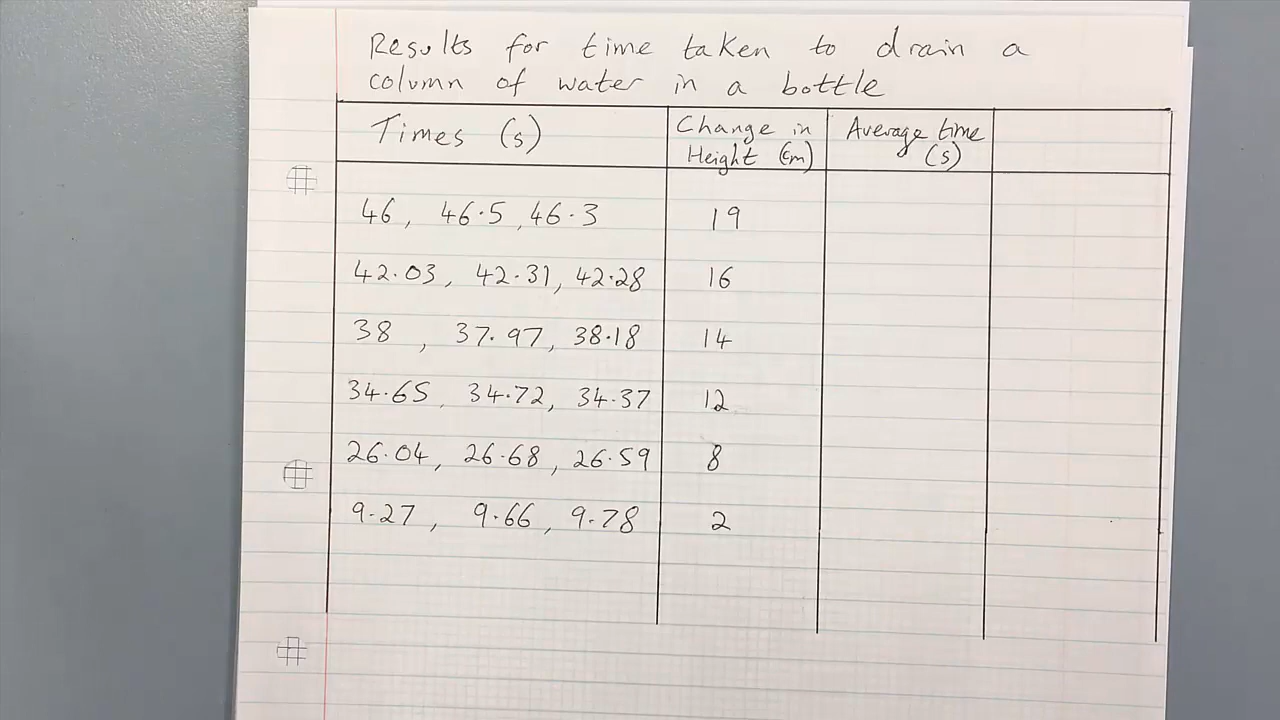 Results for time taken to drain a
column of water in a bottle
Times (s)
Change in
Height (cm)
Average time
(s)
46, 46.5, 46.3 19
42.03, 42.31, 42.28 16
38, 37.97, 38.18 14
34.65, 34.72, 34.37 12
26.04, 26.68, 26.59 8
9.27, 9.66, 9.78 2